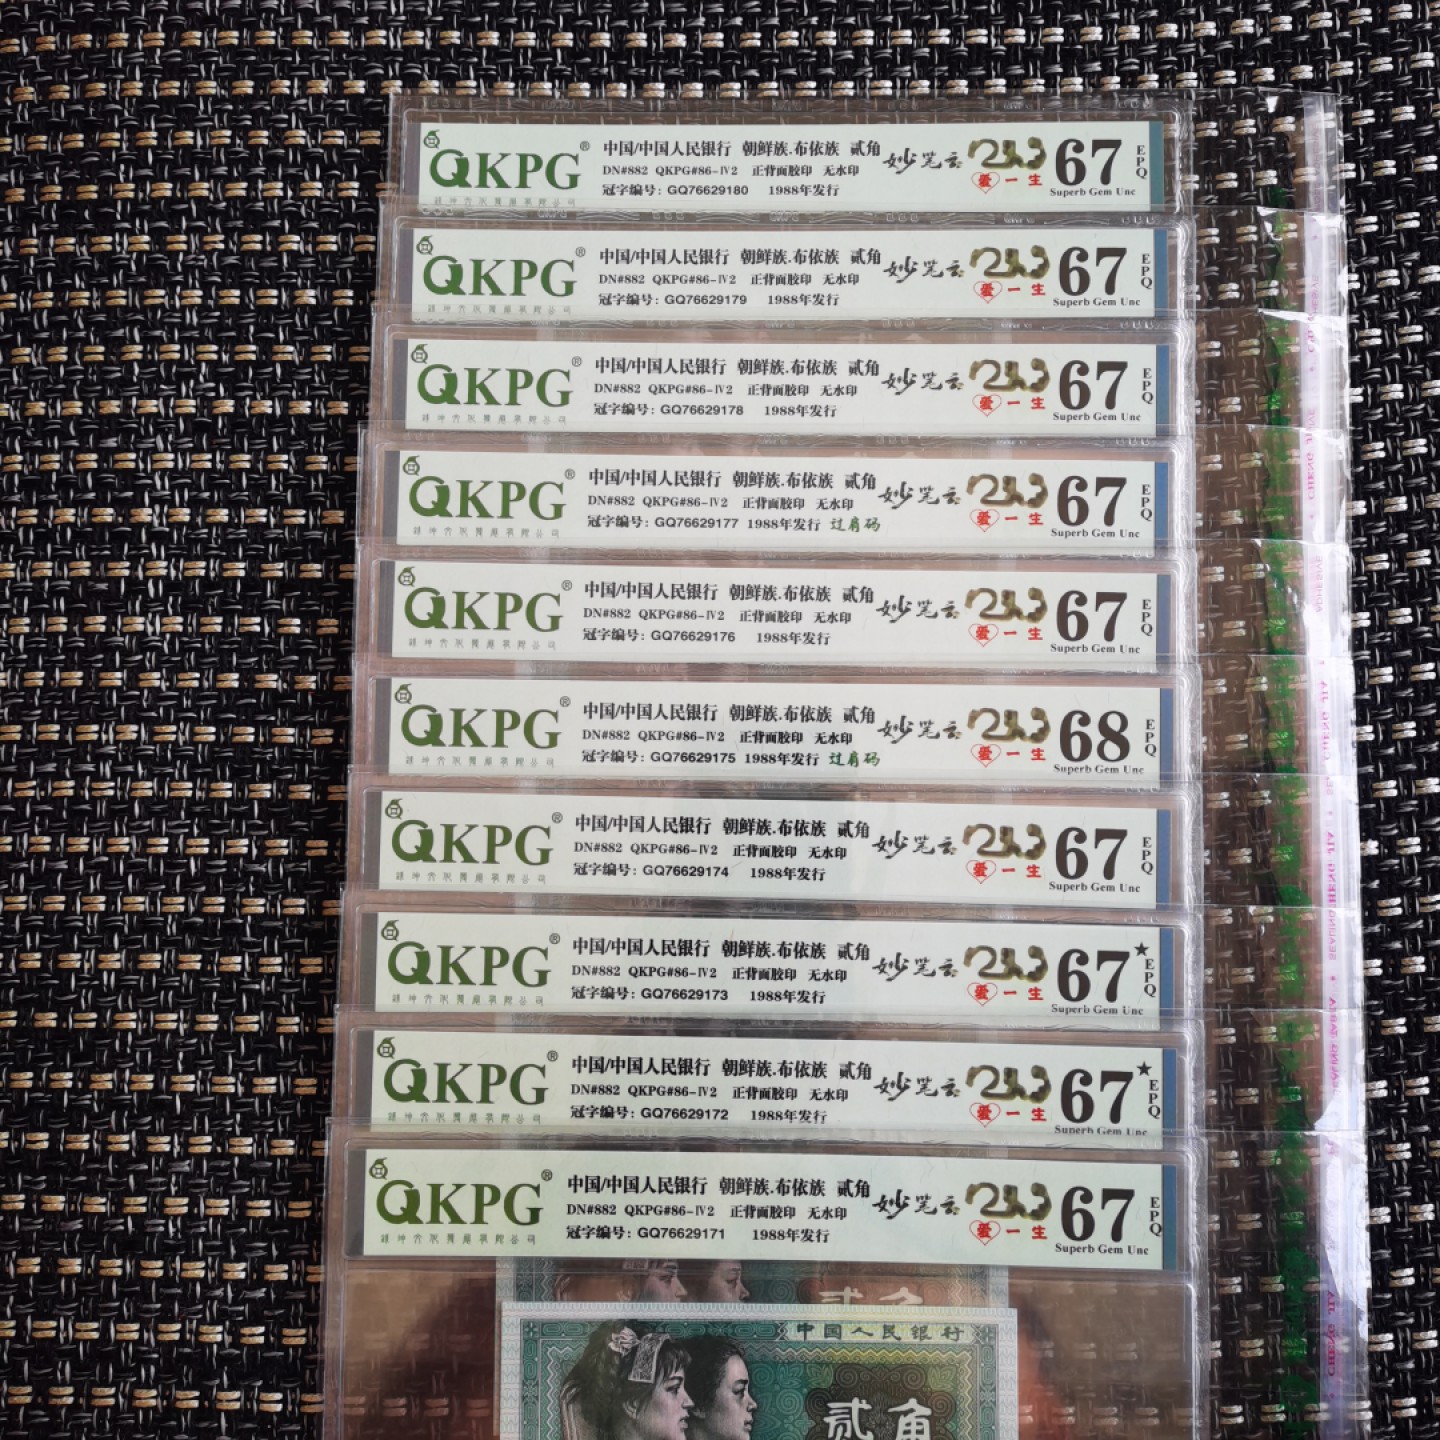 QKPG® 中国/中国人民银行 朝鲜族.布依族 贰角 妙笔 67 EPQ
DN#882 QKPG#86-Ⅳ2 正背面胶印 无水印 爱一生 Superb Gem Unc
冠字编号: GQ76629180 1988年发行
QKPG® 中国/中国人民银行 朝鲜族.布依族 贰角 妙笔 67 EPQ
DN#882 QKPG#86-Ⅳ2 正背面胶印 无水印 爱一生 Superb Gem Unc
冠字编号: GQ76629179 1988年发行
QKPG® 中国/中国人民银行 朝鲜族.布依族 贰角 妙笔 67 EPQ
DN#882 QKPG#86-Ⅳ2 正背面胶印 无水印 爱一生 Superb Gem Unc
冠字编号: GQ76629178 1988年发行
QKPG® 中国/中国人民银行 朝鲜族.布依族 贰角 妙笔 67 EPQ
DN#882 QKPG#86-Ⅳ2 正背面胶印 无水印 爱一生 Superb Gem Unc
冠字编号: GQ76629177 1988年发行 过肩码
QKPG® 中国/中国人民银行 朝鲜族.布依族 贰角 妙笔 67 EPQ
DN#882 QKPG#86-Ⅳ2 正背面胶印 无水印 爱一生 Superb Gem Unc
冠字编号: GQ76629176 1988年发行
QKPG® 中国/中国人民银行 朝鲜族.布依族 贰角 妙笔 68 EPQ
DN#882 QKPG#86-Ⅳ2 正背面胶印 无水印 爱一生 Superb Gem Unc
冠字编号: GQ76629175 1988年发行 过肩码
QKPG® 中国/中国人民银行 朝鲜族.布依族 贰角 妙笔 67 EPQ
DN#882 QKPG#86-Ⅳ2 正背面胶印 无水印 爱一生 Superb Gem Unc
冠字编号: GQ76629174 1988年发行
QKPG® 中国/中国人民银行 朝鲜族.布依族 贰角 妙笔 67★ EPQ
DN#882 QKPG#86-Ⅳ2 正背面胶印 无水印 爱一生 Superb Gem Unc
冠字编号: GQ76629173 1988年发行
QKPG® 中国/中国人民银行 朝鲜族.布依族 贰角 妙笔 67★ EPQ
DN#882 QKPG#86-Ⅳ2 正背面胶印 无水印 爱一生 Superb Gem Unc
冠字编号: GQ76629172 1988年发行
QKPG® 中国/中国人民银行 朝鲜族.布依族 贰角 妙笔 67 EPQ
DN#882 QKPG#86-Ⅳ2 正背面胶印 无水印 爱一生 Superb Gem Unc
冠字编号: GQ76629171 1988年发行
贰角
中国人民银行
贰角